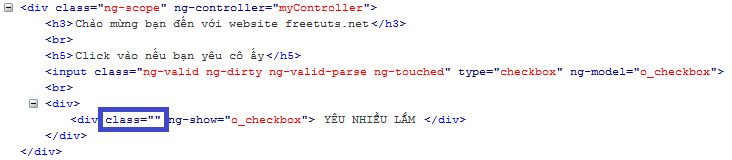 <div class="ng-scope" ng-controller="myController">
<h3>Chào mừng bạn đến với website freetuts.net</h3>
<br>
<h5>Click vào nếu bạn yêu cô ấy</h5>
<input class="ng-valid ng-dirty ng-valid-parse ng-touched" type="checkbox" ng-model="o_checkbox">
<br>
<div>
<div class="" ng-show="o_checkbox"> YÊU NHIỀU LẮM </div>
</div>
</div>